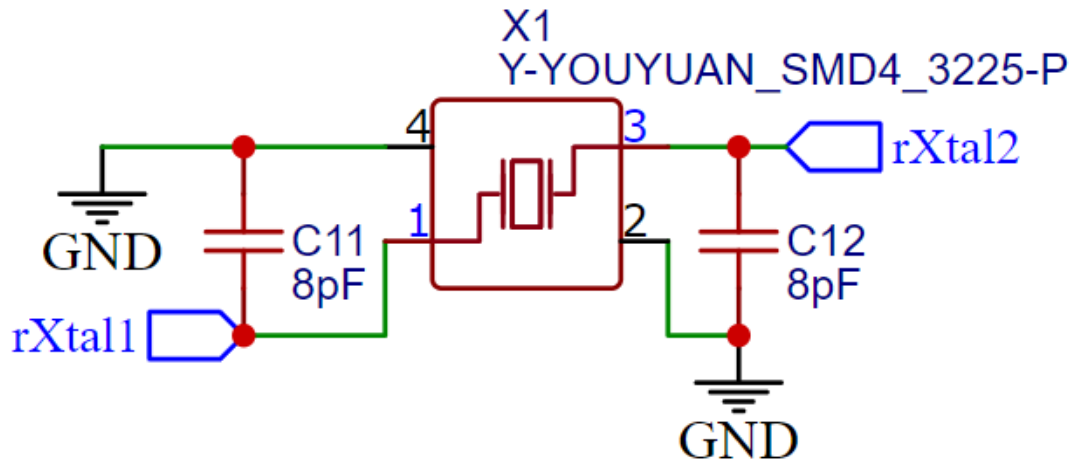 X1
Y-YOUYUAN_SMD4_3225-P
4
3
rXtal2
1
2
GND
C11
8pF
C12
8pF
rXtal1
GND